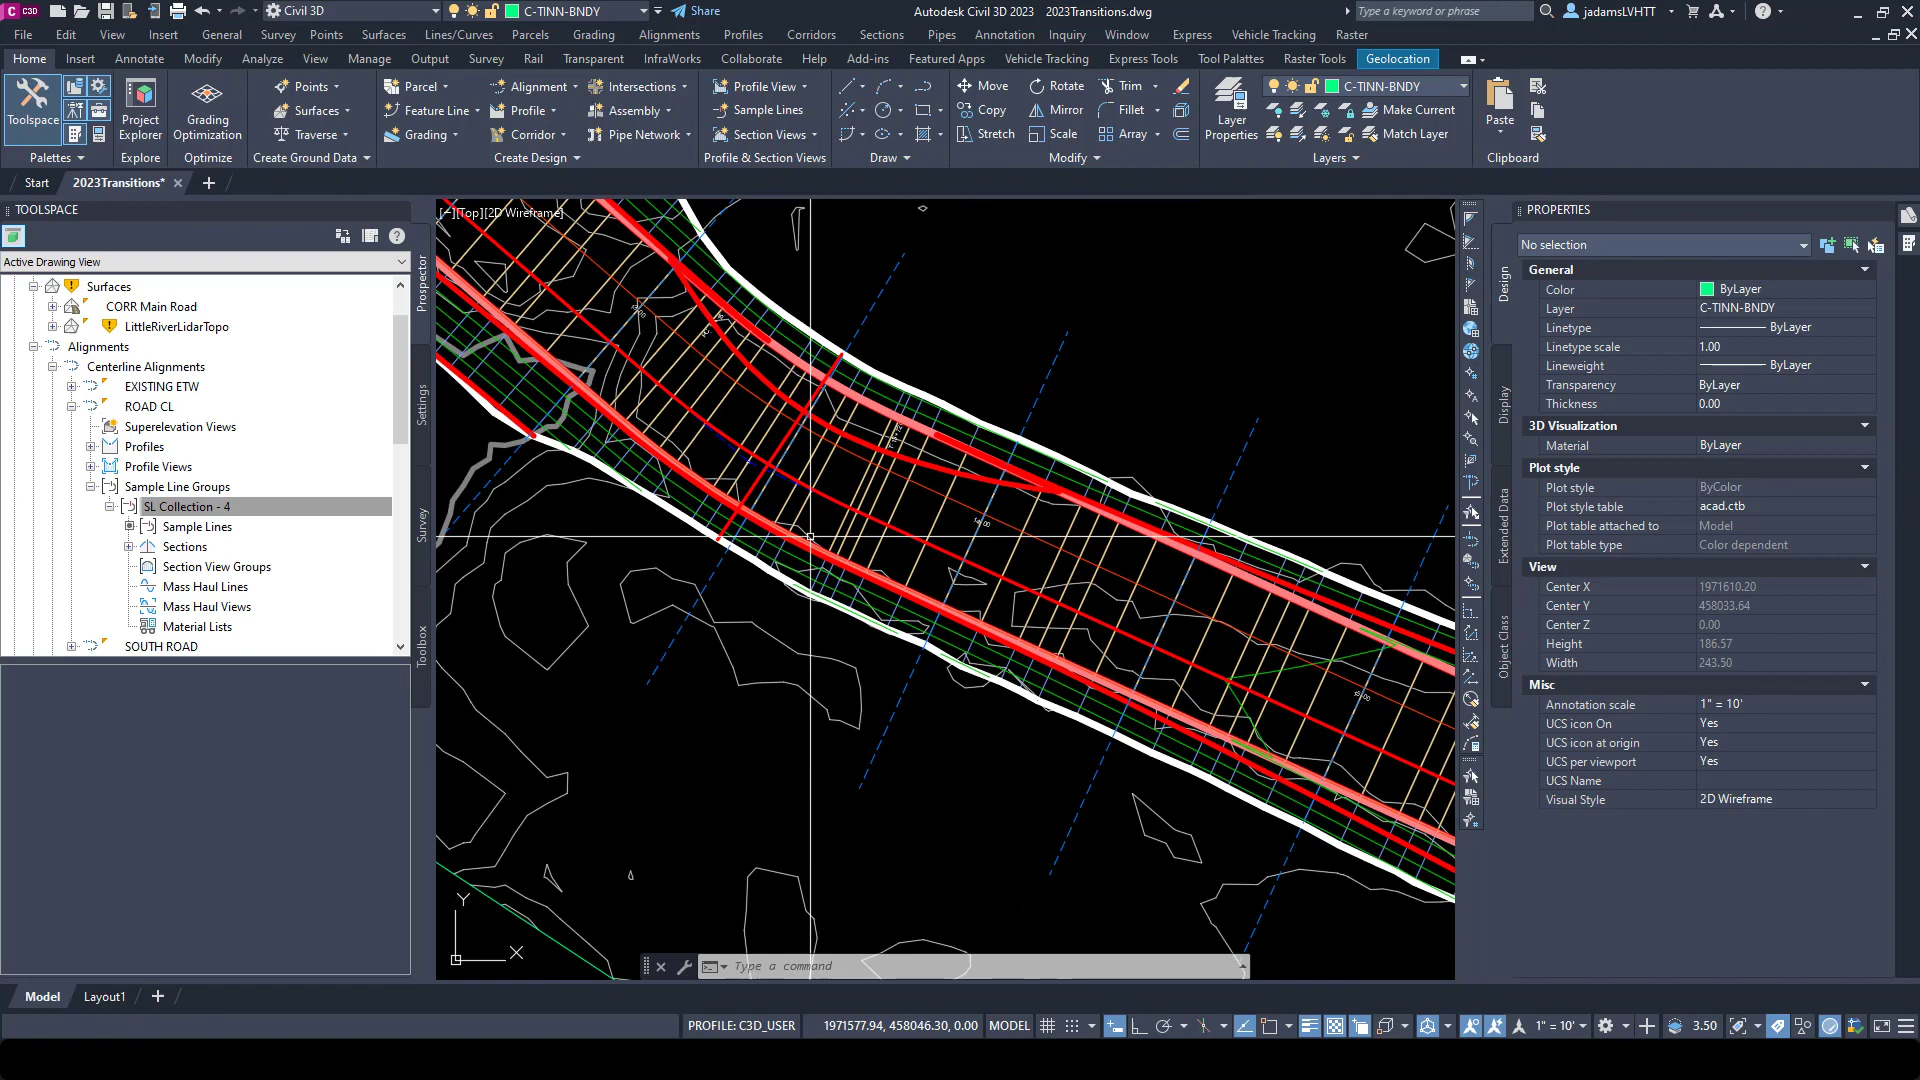 C3D Civil 3D C-TINN-BNDY Share Autodesk Civil 3D 2023 2023Transitions.dwg Type a keyword or phrase jadamsLVHTT
File Edit View Insert General Survey Points Surfaces Lines/Curves Parcels Grading Alignments Profiles Corridors Sections Pipes Annotation Inquiry Window Express Vehicle Tracking Raster
Home Insert Annotate Modify Analyze View Manage Output Survey Rail Transparent InfraWorks Collaborate Help Add-ins Featured Apps Vehicle Tracking Express Tools Tool Palettes Raster Tools Geolocation
Points Parcel Alignment Intersections Profile View Move Rotate Trim C-TINN-BNDY
Surfaces Feature Line Profile Assembly Sample Lines Copy Mirror Fillet Make Current
Toolspace Project Explorer Grading Optimization Layer Properties Paste
Traverse Grading Corridor Pipe Network Section Views Stretch Scale Array Match Layer
Palettes Explore Optimize Create Ground Data Create Design Profile & Section Views Draw Modify Layers Clipboard
Start 2023Transitions*
TOOLSPACE
Active Drawing View
Surfaces
CORR Main Road
LittleRiverLidarTopo
Alignments
Centerline Alignments
EXISTING ETW
ROAD CL
Superelevation Views
Profiles
Profile Views
Sample Line Groups
SL Collection - 4
Sample Lines
Sections
Section View Groups
Mass Haul Lines
Mass Haul Views
Material Lists
SOUTH ROAD
Prospector
Settings
Survey
Toolbox
[−][Top][2D Wireframe]
Y
X
Type a command
PROPERTIES
No selection
Design
Display
Extended Data
Object Class
General
Color ByLayer
Layer C-TINN-BNDY
Linetype ByLayer
Linetype scale 1.00
Lineweight ByLayer
Transparency ByLayer
Thickness 0.00
3D Visualization
Material ByLayer
Plot style
Plot style ByColor
Plot style table acad.ctb
Plot table attached to Model
Plot table type Color dependent
View
Center X 1971610.20
Center Y 458033.64
Center Z 0.00
Height 186.57
Width 243.50
Misc
Annotation scale 1" = 10'
UCS icon On Yes
UCS icon at origin Yes
UCS per viewport Yes
UCS Name
Visual Style 2D Wireframe
Model Layout1
PROFILE: C3D_USER 1971577.94, 458046.30, 0.00 MODEL 1" = 10' 3.50